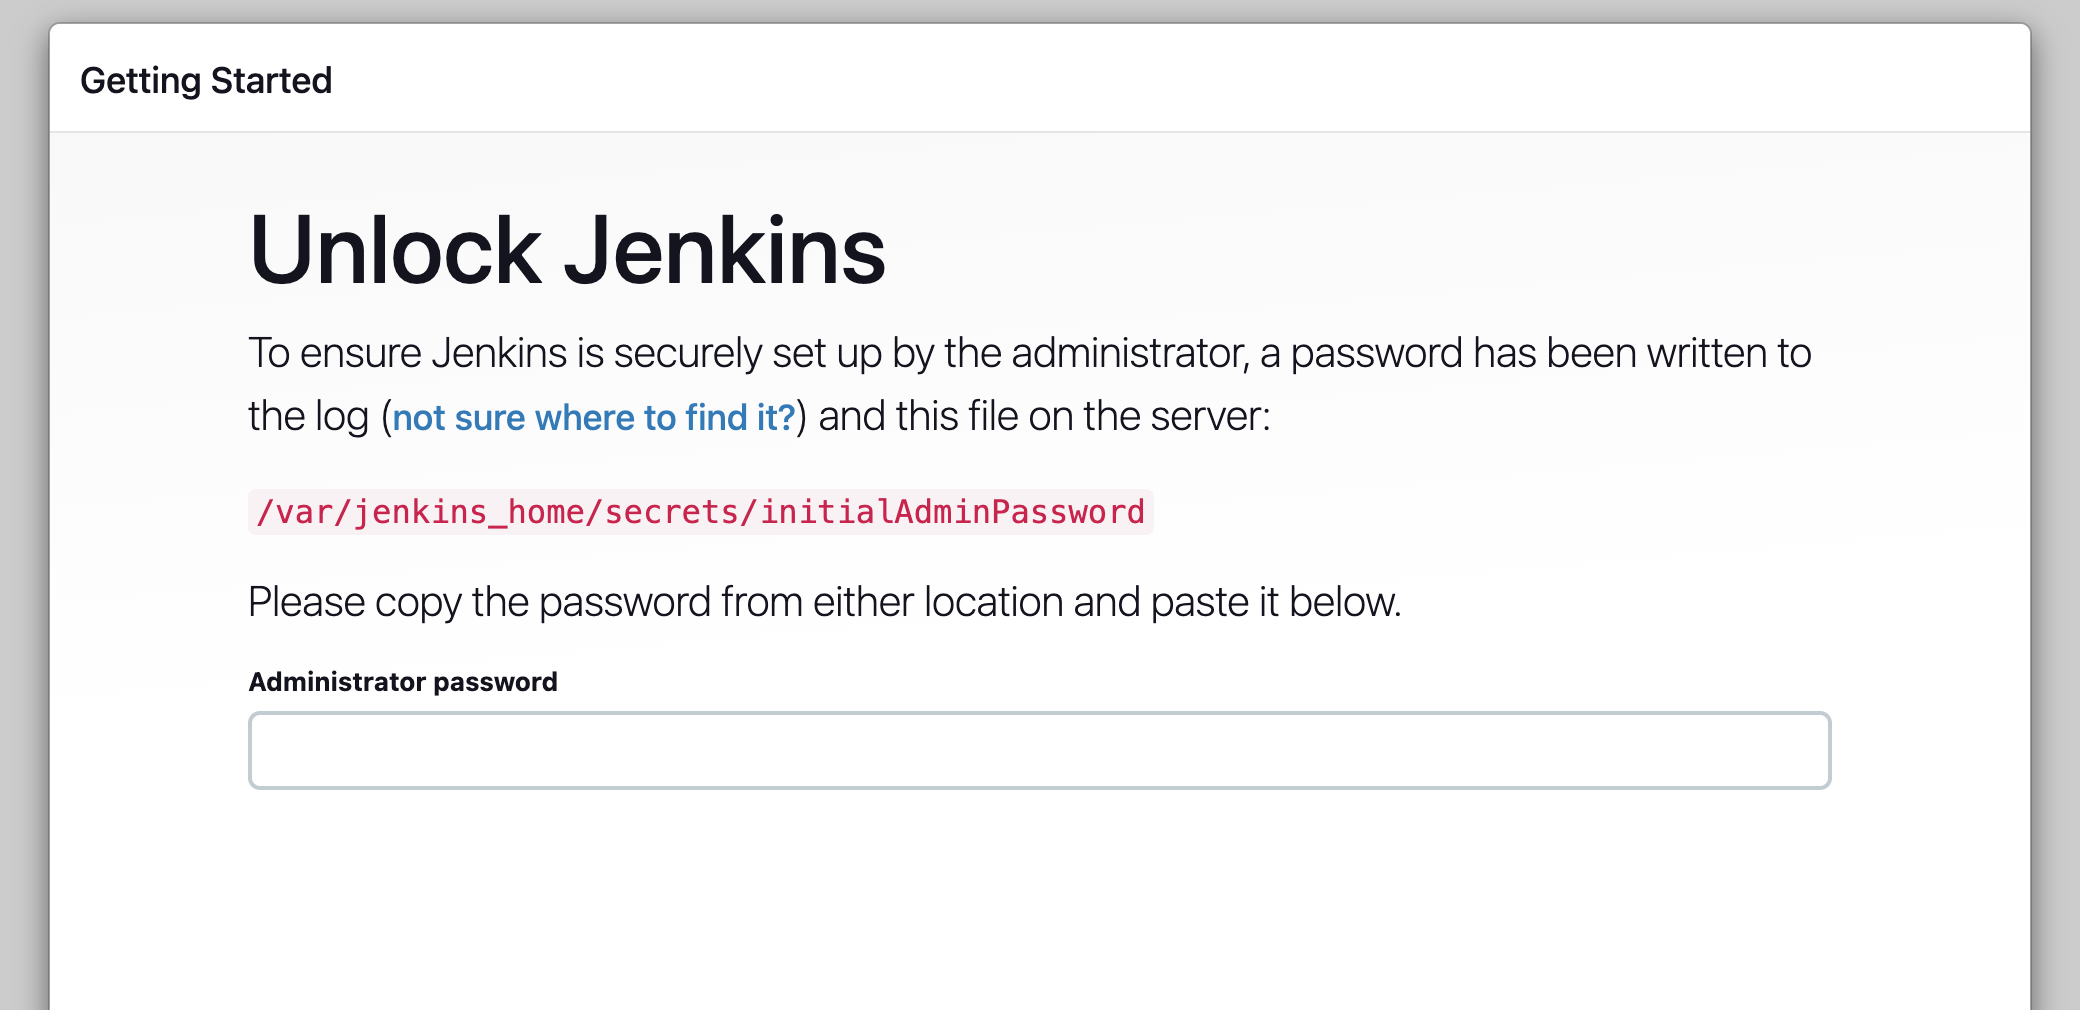 Getting Started
Unlock Jenkins
To ensure Jenkins is securely set up by the administrator, a password has been written to
the log (not sure where to find it?) and this file on the server:
/var/jenkins_home/secrets/initialAdminPassword
Please copy the password from either location and paste it below.
Administrator password